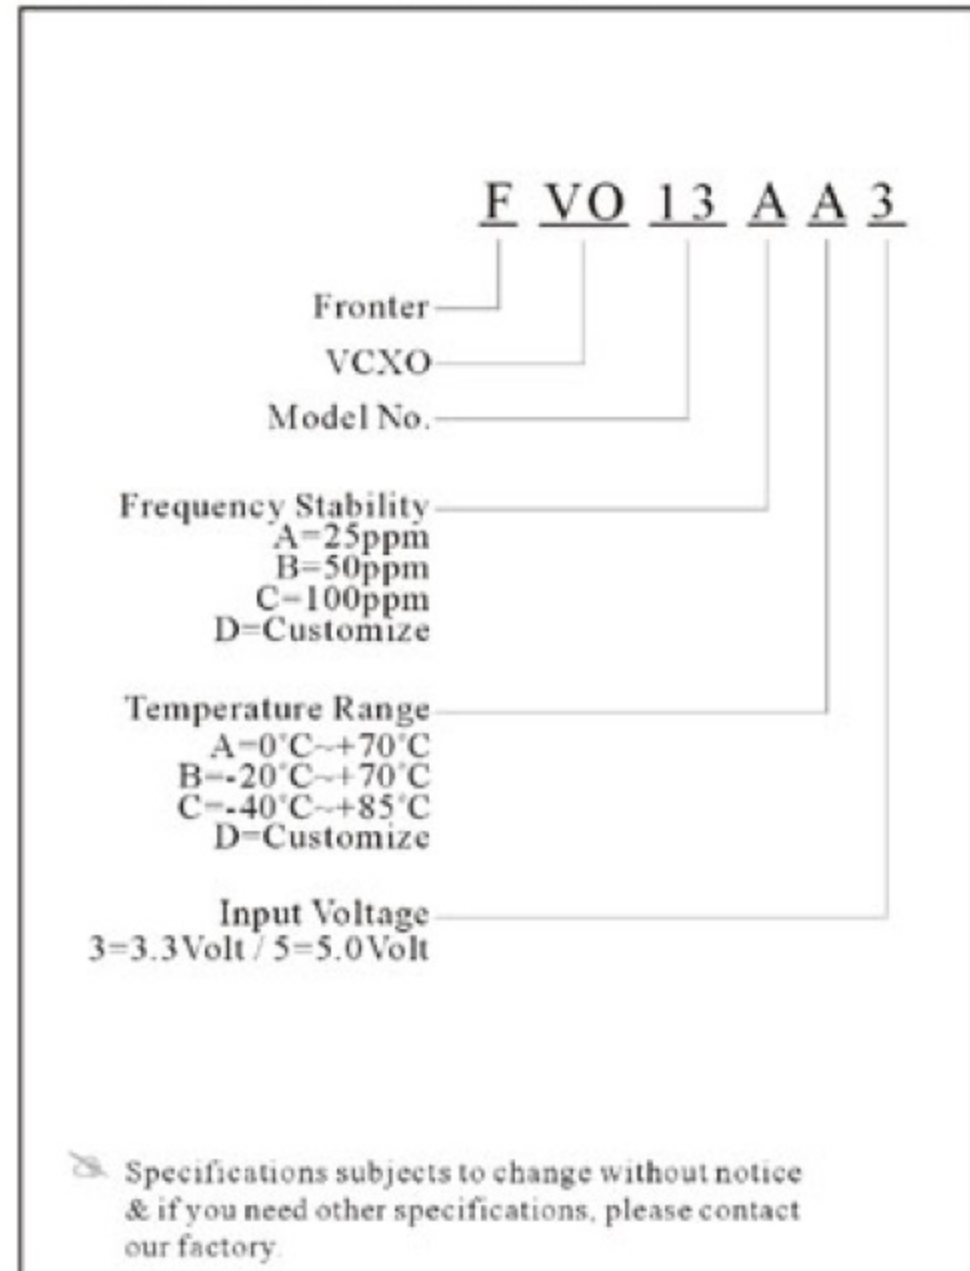 F VO 13 A A 3
Fronter
VCXO
Model No.
Frequency Stability
A=25ppm
B=50ppm
C=100ppm
D=Customize
Temperature Range
A=0°C~+70°C
B=-20°C~+70°C
C=-40°C~+85°C
D=Customize
Input Voltage
3=3.3Volt / 5=5.0Volt
Specifications subjects to change without notice
& if you need other specifications, please contact
our factory.